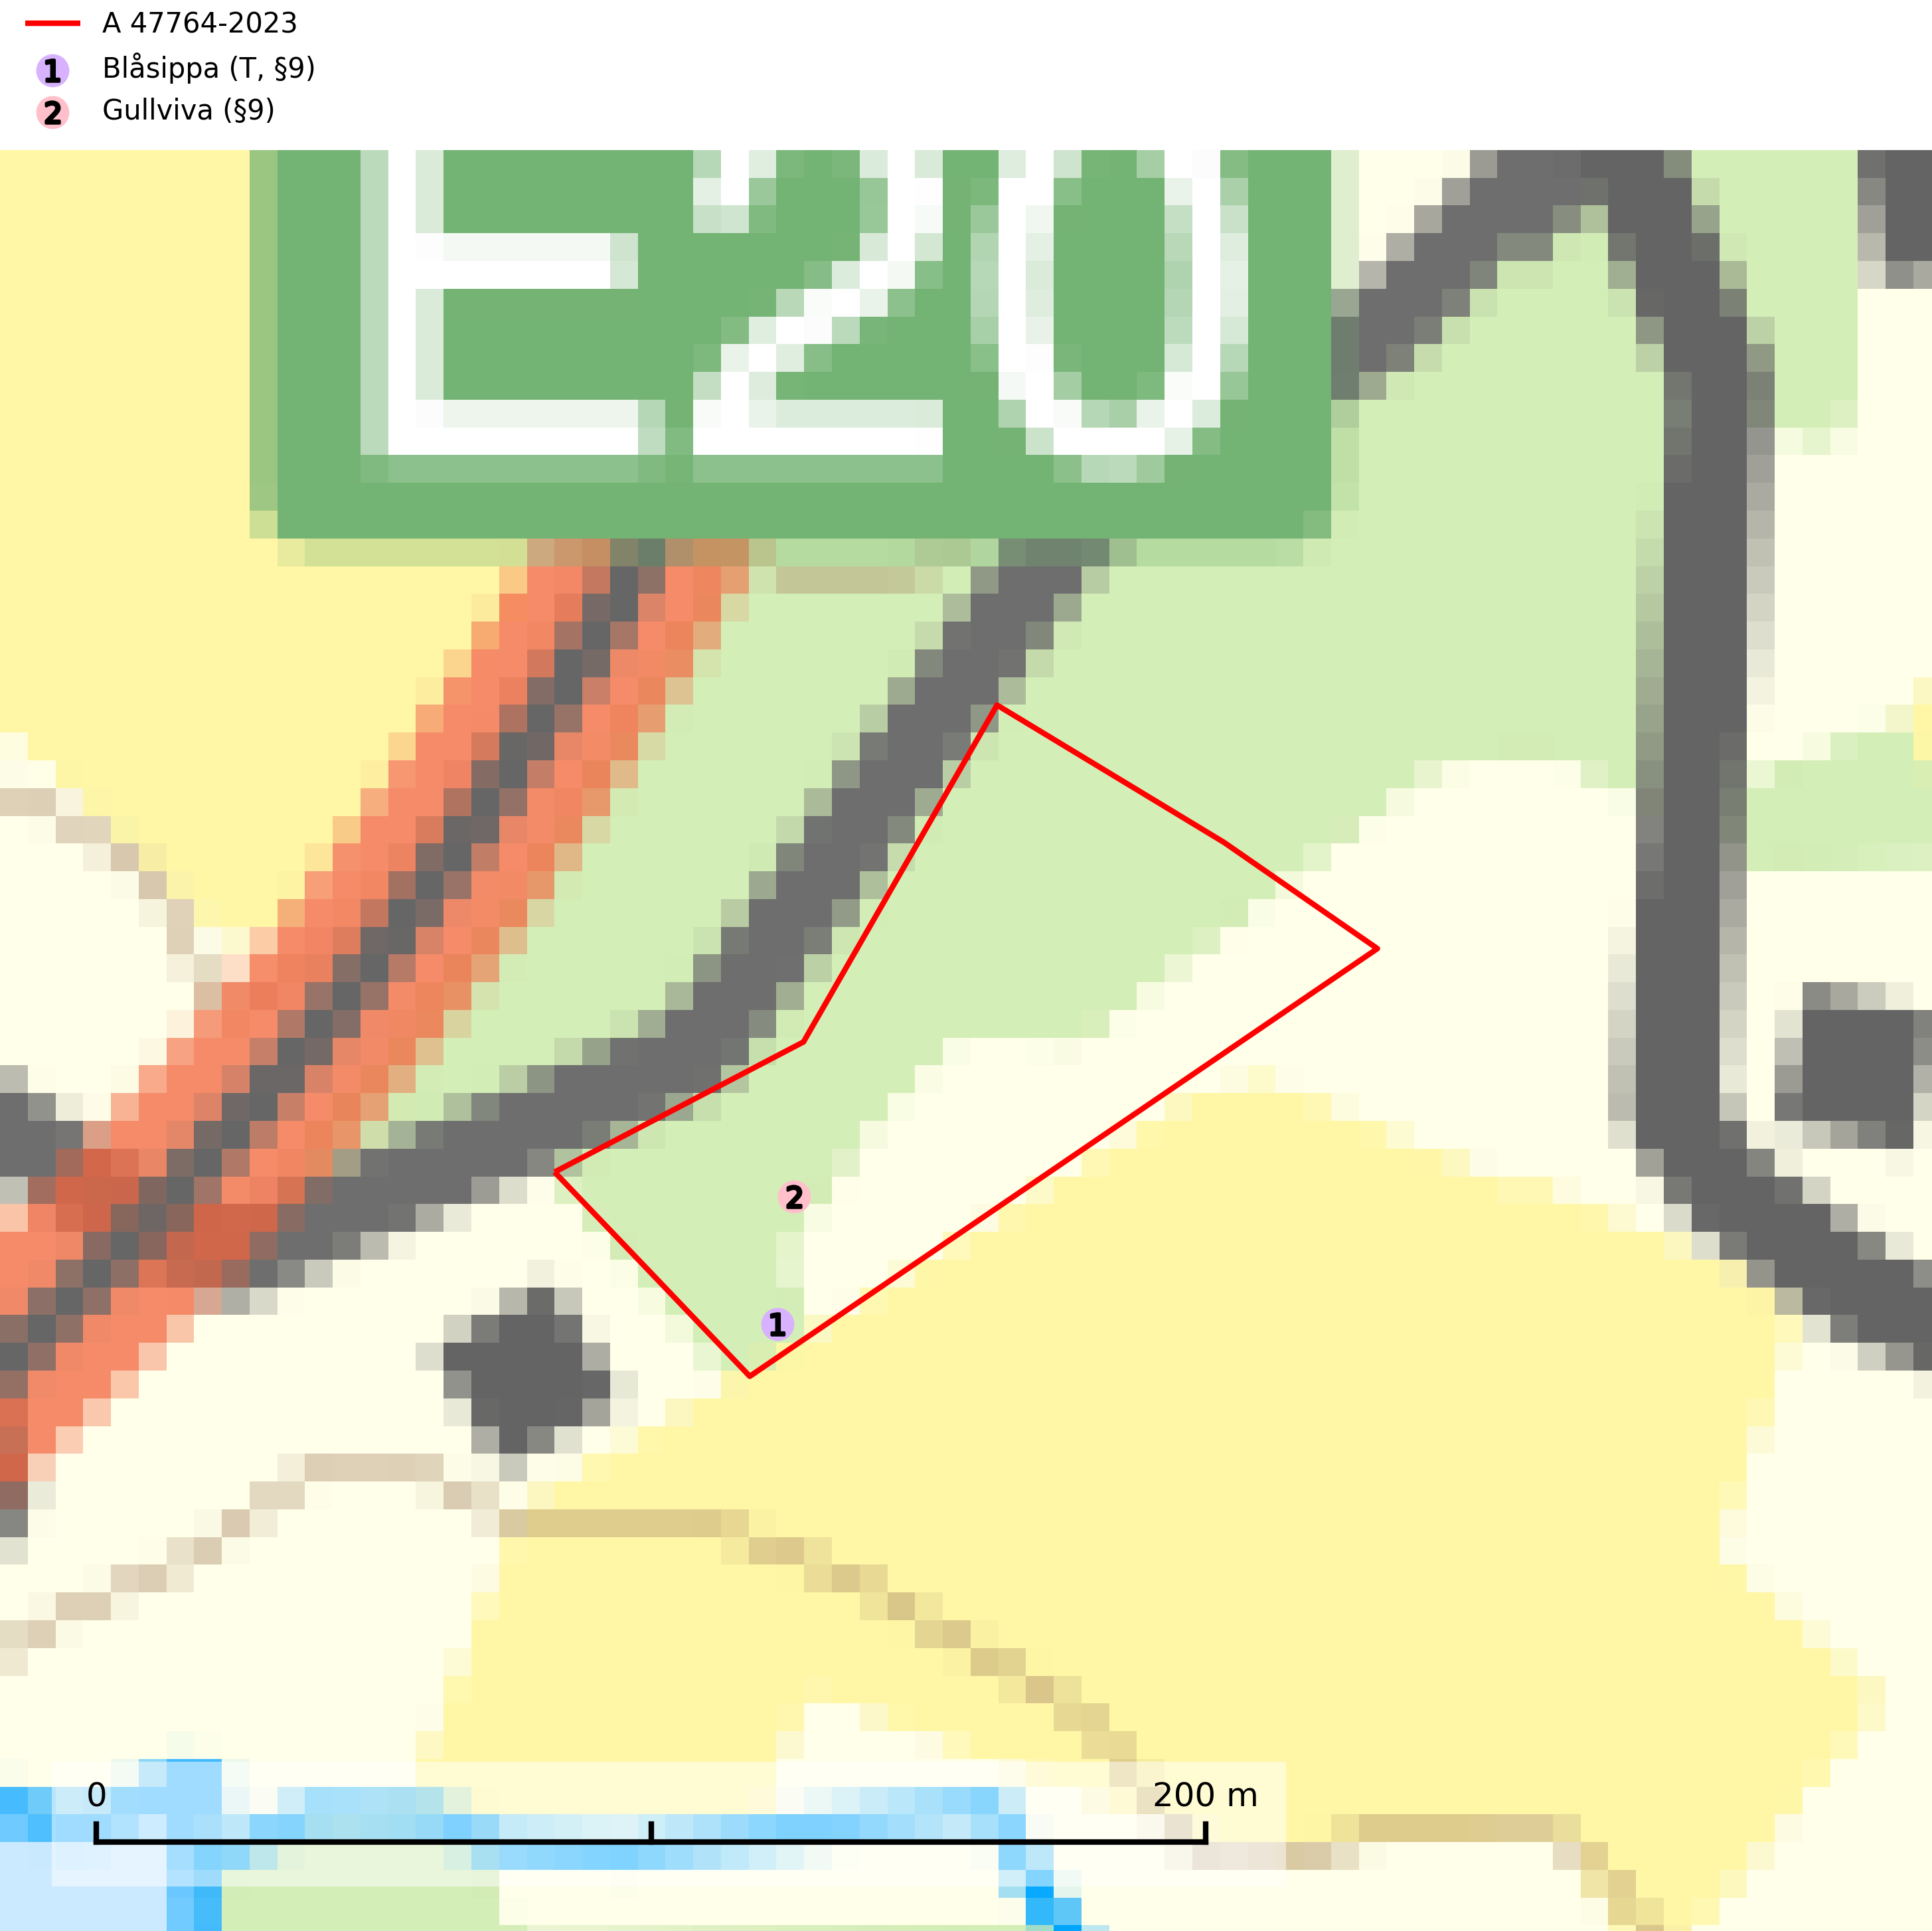 A 47764-2023
1 Blåsippa (T, §9)
2 Gullviva (§9)
E20
2
1
0 200 m